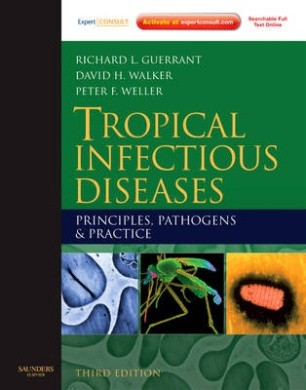 Expert CONSULT
Activate at expertconsult.com
Searchable Full
Text Online
RICHARD L. GUERRANT
DAVID H. WALKER
PETER F. WELLER
TROPICAL
INFECTIOUS
DISEASES
PRINCIPLES, PATHOGENS
& PRACTICE
THIRD EDITION
SAUNDERS
ELSEVIER